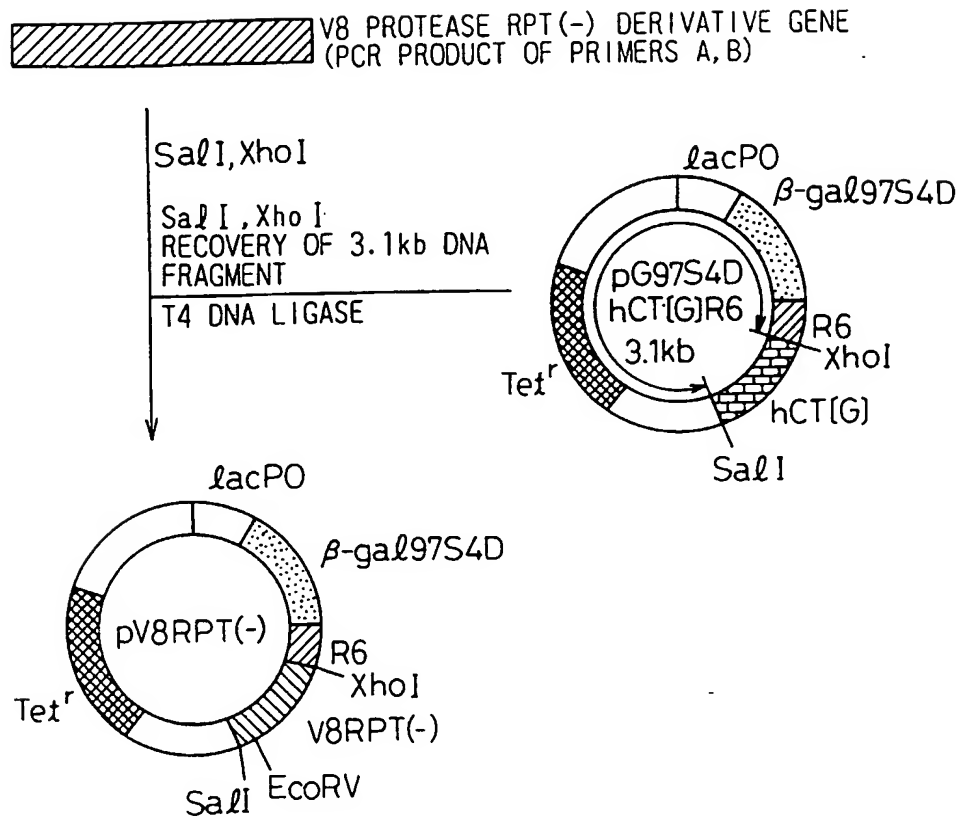 V8 PROTEASE RPT(-) DERIVATIVE GENE
(PCR PRODUCT OF PRIMERS A, B)
SalI, XhoI
SalI, XhoI
RECOVERY OF 3.1kb DNA
FRAGMENT
T4 DNA LIGASE
lacPO
β-gal97S4D
pG97S4D
hCT[G]R6
3.1kb
R6
XhoI
hCT[G]
SalI
Tetʳ
lacPO
β-gal97S4D
pV8RPT(-)
R6
XhoI
V8RPT(-)
EcoRV
SalI
Tetʳ